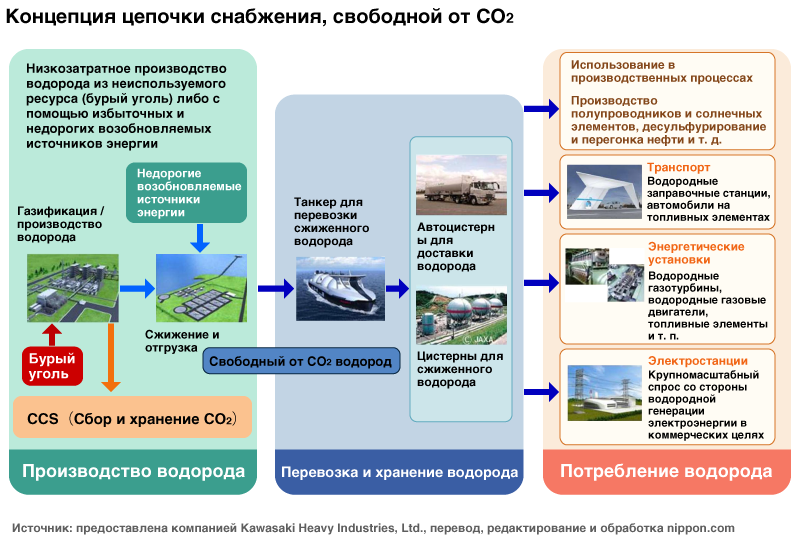 Концепция цепочки снабжения, свободной от CO2
Низкозатратное производство
водорода из неиспользуемого
ресурса (бурый уголь) либо с
помощью избыточных и
недорогих возобновляемых
источников энергии
Недорогие
возобновляемые
источники
энергии
Газификация /
производство
водорода
Сжижение и
отгрузка
Бурый
уголь
CCS (Сбор и хранение CO2)
Производство водорода
Танкер для
перевозки
сжиженного
водорода
Свободный от CO2 водород
Автоцистерн
ы для
доставки
водорода
© JAXA
Цистерны для
сжиженного
водорода
Перевозка и хранение водорода
Использование в
производственных процессах
Производство
полупроводников и солнечных
элементов, десульфурирование
и перегонка нефти и т. д.
Транспорт
Водородные
заправочные станции,
автомобили на
топливных элементах
Энергетические
установки
Водородные
газотурбины,
водородные газовые
двигатели,
топливные элементы
и т. п.
Электростанции
Крупномасштабный
спрос со стороны
водородной
генерации
электроэнергии в
коммерческих целях
Потребление водорода
Источник: предоставлена компанией Kawasaki Heavy Industries, Ltd., перевод, редактирование и обработка nippon.com